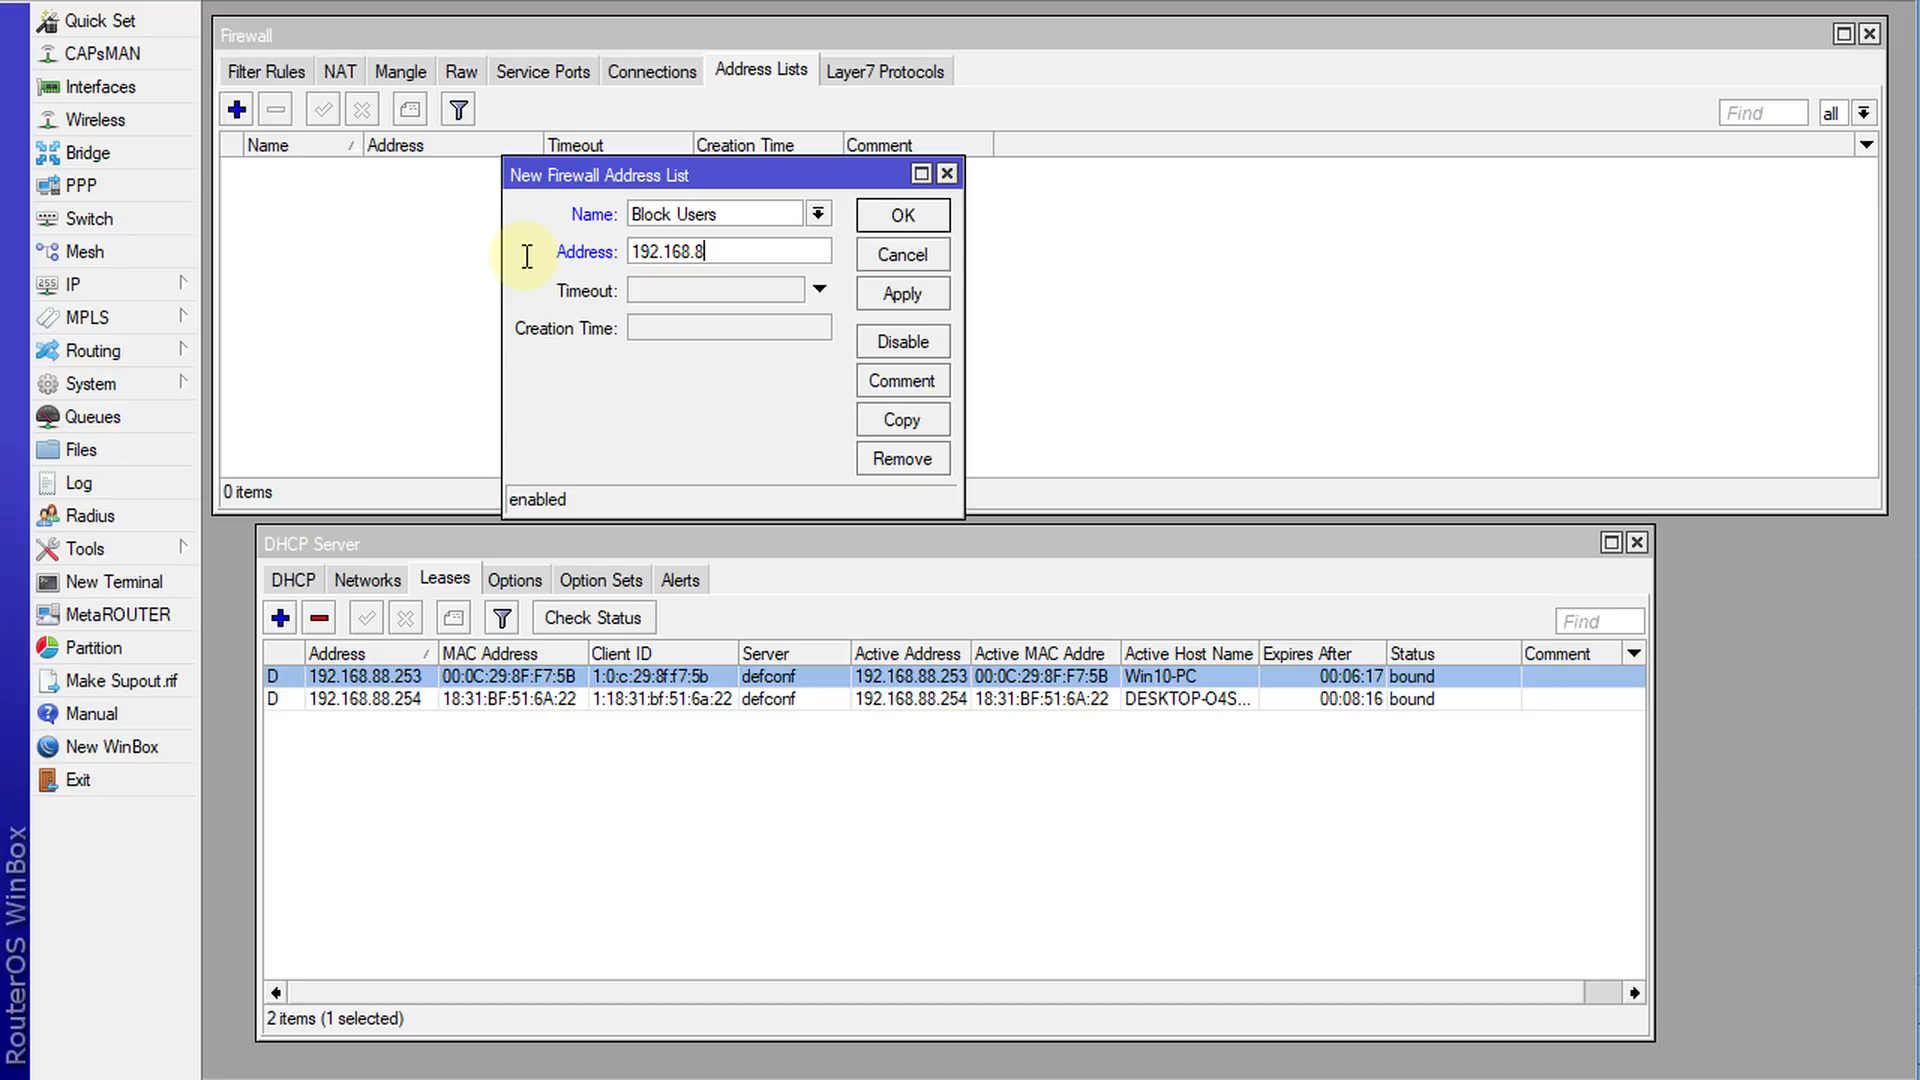 Quick Set
CAPsMAN
Interfaces
Wireless
Bridge
PPP
Switch
Mesh
IP
MPLS
Routing
System
Queues
Files
Log
Radius
Tools
New Terminal
MetaROUTER
Partition
Make Supout.rif
Manual
New WinBox
Exit
RouterOS WinBox
Firewall
Filter Rules NAT Mangle Raw Service Ports Connections Address Lists Layer7 Protocols
Find all
Name Address Timeout Creation Time Comment
0 items
New Firewall Address List
Name: Block Users OK
Address: 192.168.8 Cancel
Timeout: Apply
Creation Time:
Disable
Comment
Copy
Remove
enabled
DHCP Server
DHCP Networks Leases Options Option Sets Alerts
Check Status Find
Address MAC Address Client ID Server Active Address Active MAC Addre Active Host Name Expires After Status Comment
D 192.168.88.253 00:0C:29:8F:F7:5B 1:0:c:29:8f:f7:5b defconf 192.168.88.253 00:0C:29:8F:F7:5B Win10-PC 00:06:17 bound
D 192.168.88.254 18:31:BF:51:6A:22 1:18:31:bf:51:6a:22 defconf 192.168.88.254 18:31:BF:51:6A:22 DESKTOP-O4S... 00:08:16 bound
2 items (1 selected)